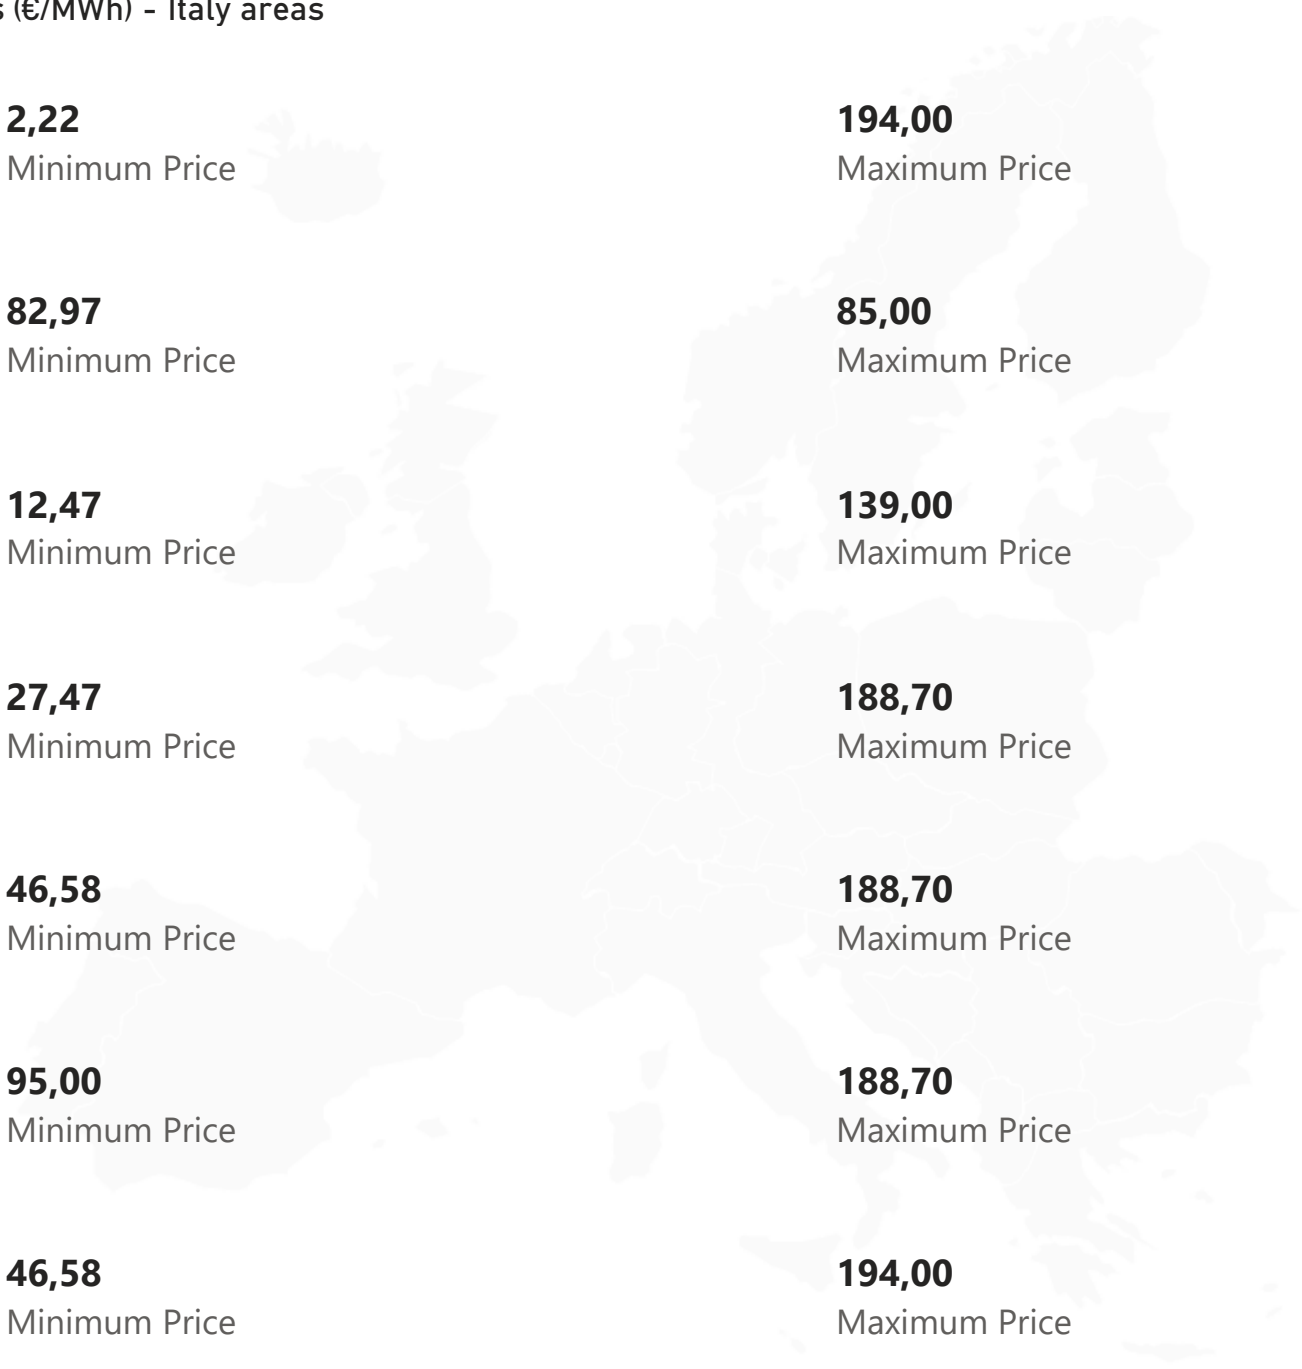 s (€/MWh) - Italy areas
2,22
Minimum Price
194,00
Maximum Price
82,97
Minimum Price
85,00
Maximum Price
12,47
Minimum Price
139,00
Maximum Price
27,47
Minimum Price
188,70
Maximum Price
46,58
Minimum Price
188,70
Maximum Price
95,00
Minimum Price
188,70
Maximum Price
46,58
Minimum Price
194,00
Maximum Price